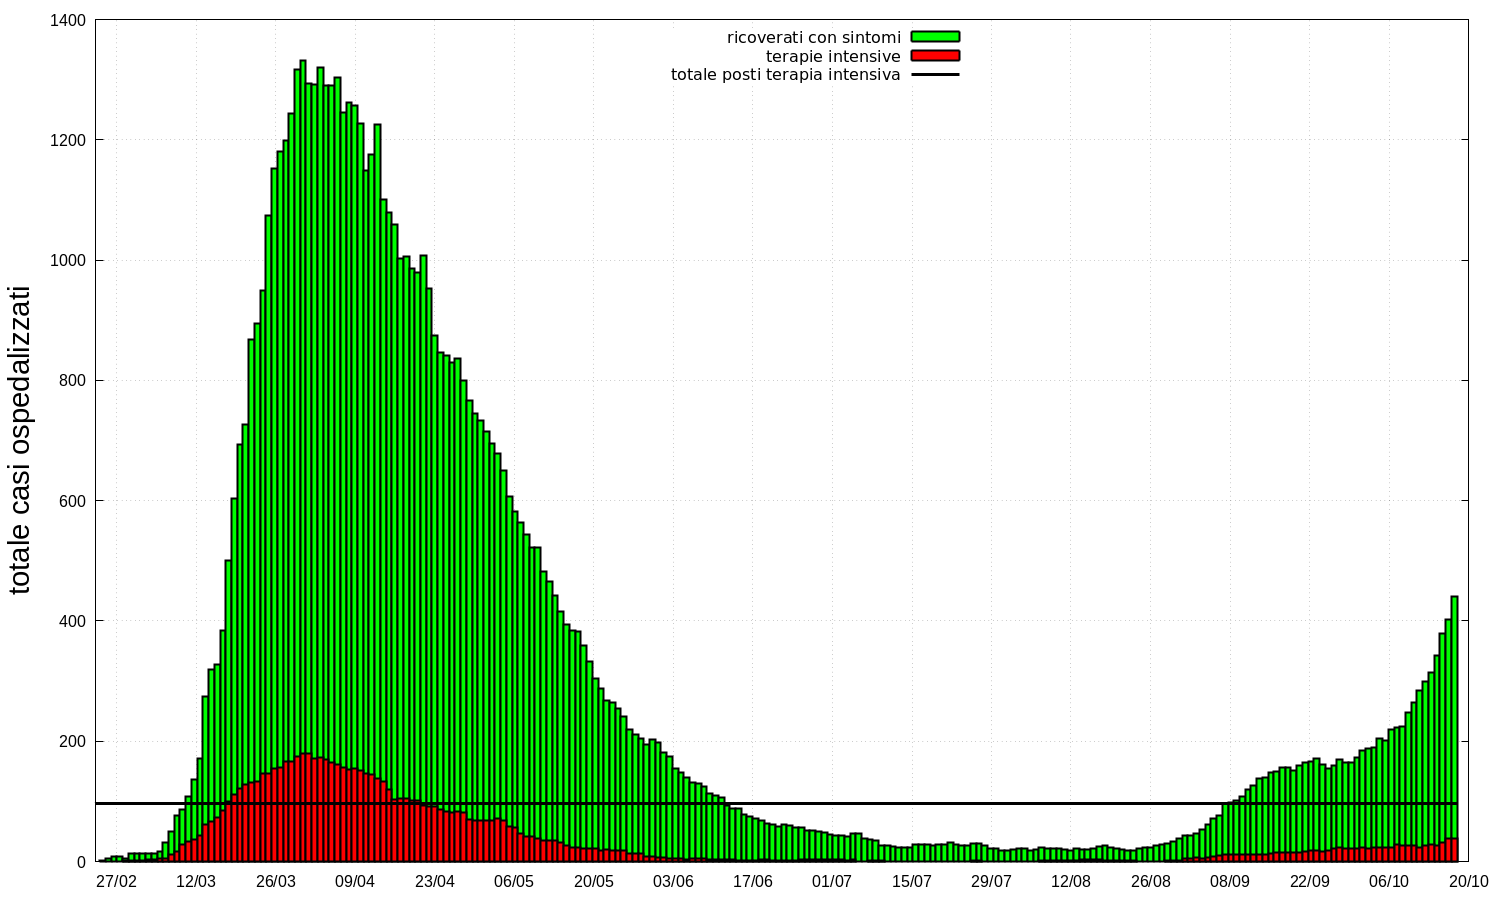 totale casi ospedalizzati
1400
1200
1000
800
600
400
200
0
ricoverati con sintomi
terapie intensive
totale posti terapia intensiva
27/02 12/03 26/03 09/04 23/04 06/05 20/05 03/06 17/06 01/07 15/07 29/07 12/08 26/08 08/09 22/09 06/10 20/10